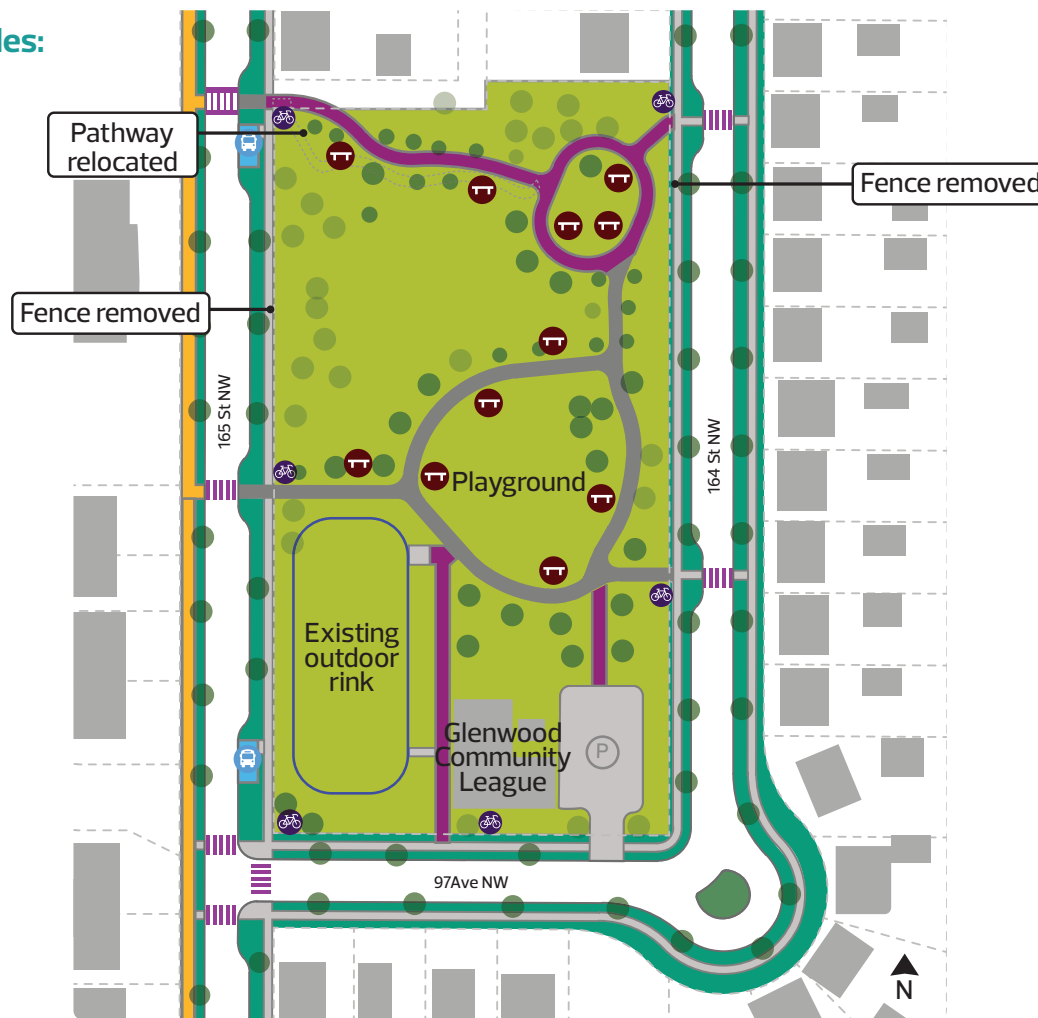 les:
Pathway
relocated
Fence removed
Fence removed
165 St NW
164 St NW
Playground
Existing
outdoor
rink
Glenwood
Community
League
P
97Ave NW
N